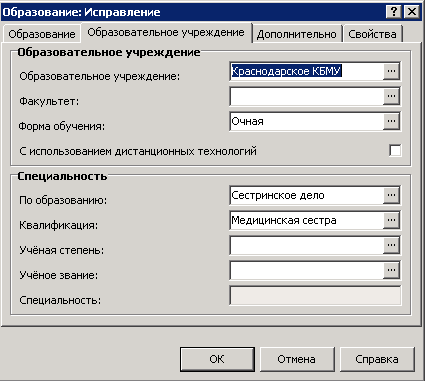 Образование: Исправление
Образование Образовательное учреждение Дополнительно Свойства
Образовательное учреждение
Образовательное учреждение: Краснодарское КБМУ ...
Факультет: ...
Форма обучения: Очная ...
С использованием дистанционных технологий
Специальность
По образованию: Сестринское дело ...
Квалификация: Медицинская сестра ...
Учёная степень: ...
Учёное звание: ...
Специальность:
ОК Отмена Справка